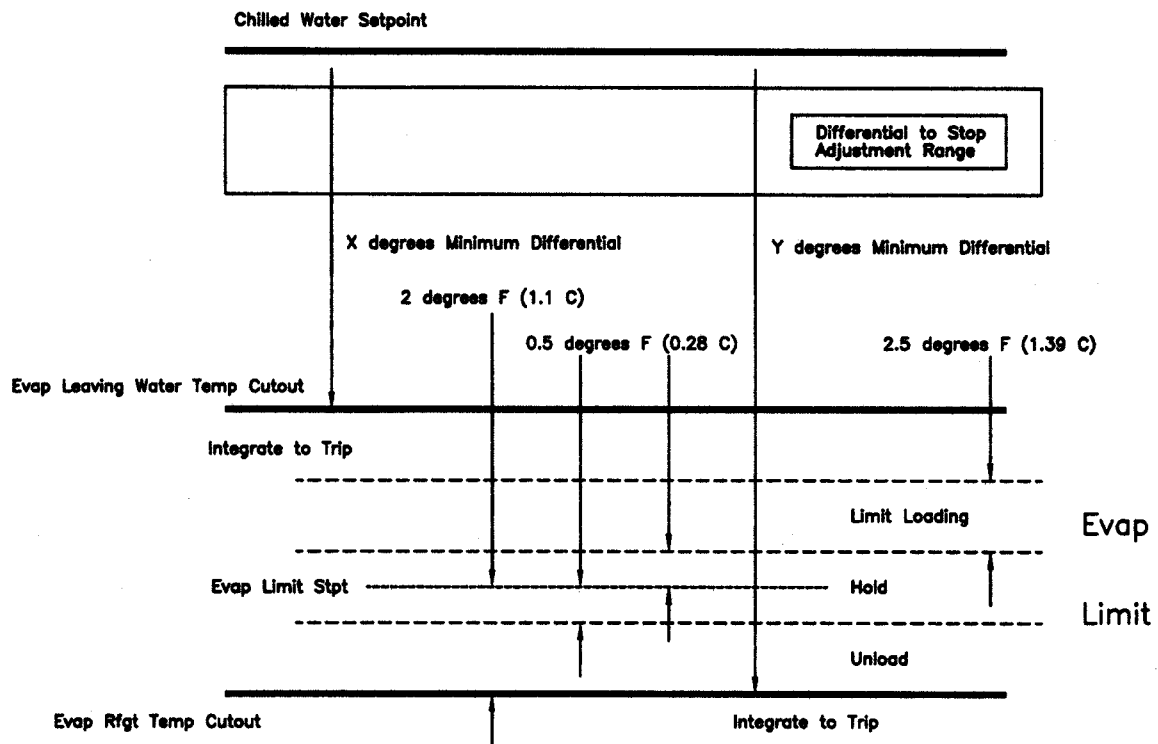 Chilled Water Setpoint
Differential to Stop
Adjustment Range
X degrees Minimum Differential
Y degrees Minimum Differential
2 degrees F (1.1 C)
0.5 degrees F (0.28 C)
2.5 degrees F (1.39 C)
Evap Leaving Water Temp Cutout
Integrate to Trip
Limit Loading
Evap
Evap Limit Stpt
Hold
Limit
Unload
Evap Rfgt Temp Cutout
Integrate to Trip